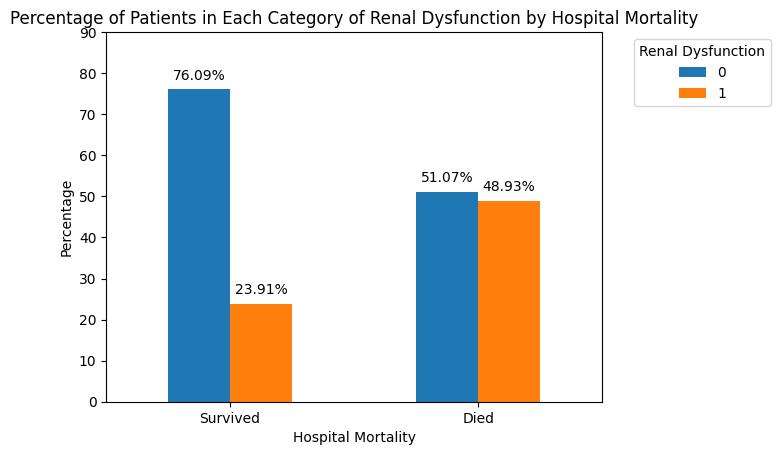 Percentage of Patients in Each Category of Renal Dysfunction by Hospital Mortality
Renal Dysfunction
0
1
90
80
70
60
50
40
30
20
10
0
Percentage
76.09%
23.91%
51.07%
48.93%
Survived
Died
Hospital Mortality